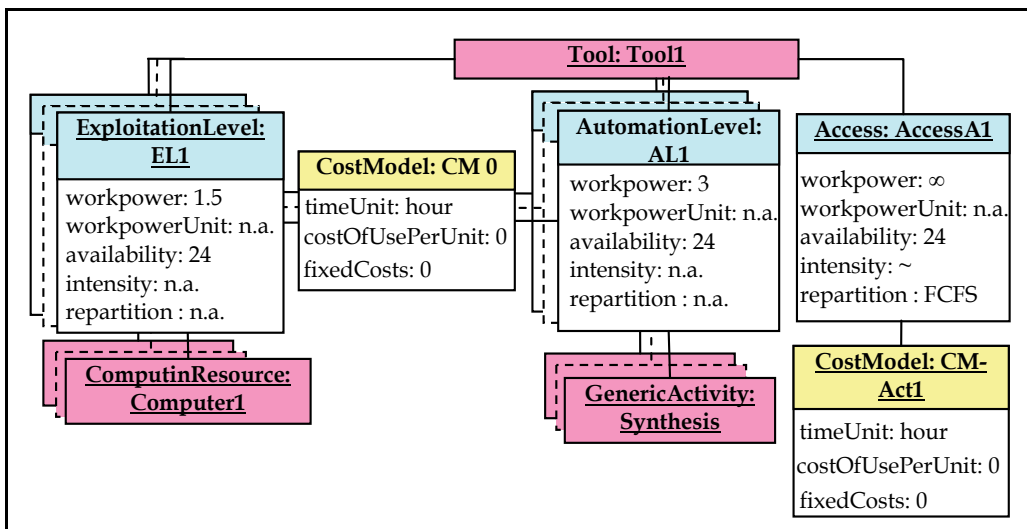 Tool: Tool1
ExploitationLevel:
EL1
workpower: 1.5
workpowerUnit: n.a.
availability: 24
intensity: n.a.
repartition : n.a.
CostModel: CM 0
timeUnit: hour
costOfUsePerUnit: 0
fixedCosts: 0
AutomationLevel:
AL1
workpower: 3
workpowerUnit: n.a.
availability: 24
intensity: n.a.
repartition : n.a.
Access: AccessA1
workpower: ∞
workpowerUnit: n.a.
availability: 24
intensity: ~
repartition : FCFS
ComputinResource:
Computer1
GenericActivity:
Synthesis
CostModel: CM-
Act1
timeUnit: hour
costOfUsePerUnit: 0
fixedCosts: 0